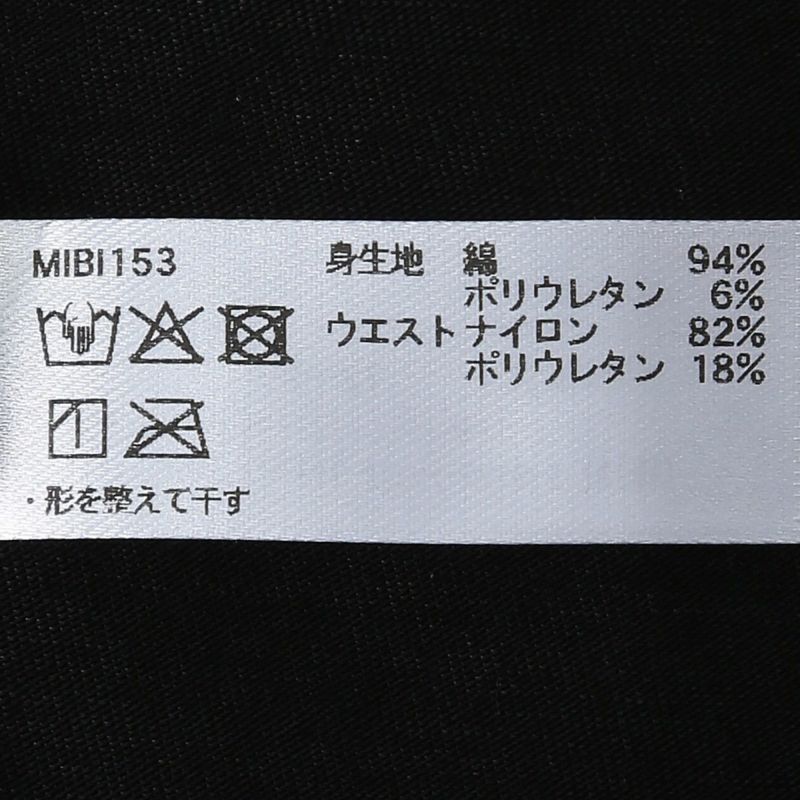 MIBI153
身生地 綿 94%
ポリウレタン 6%
ウエスト ナイロン 82%
ポリウレタン 18%
・形を整えて干す